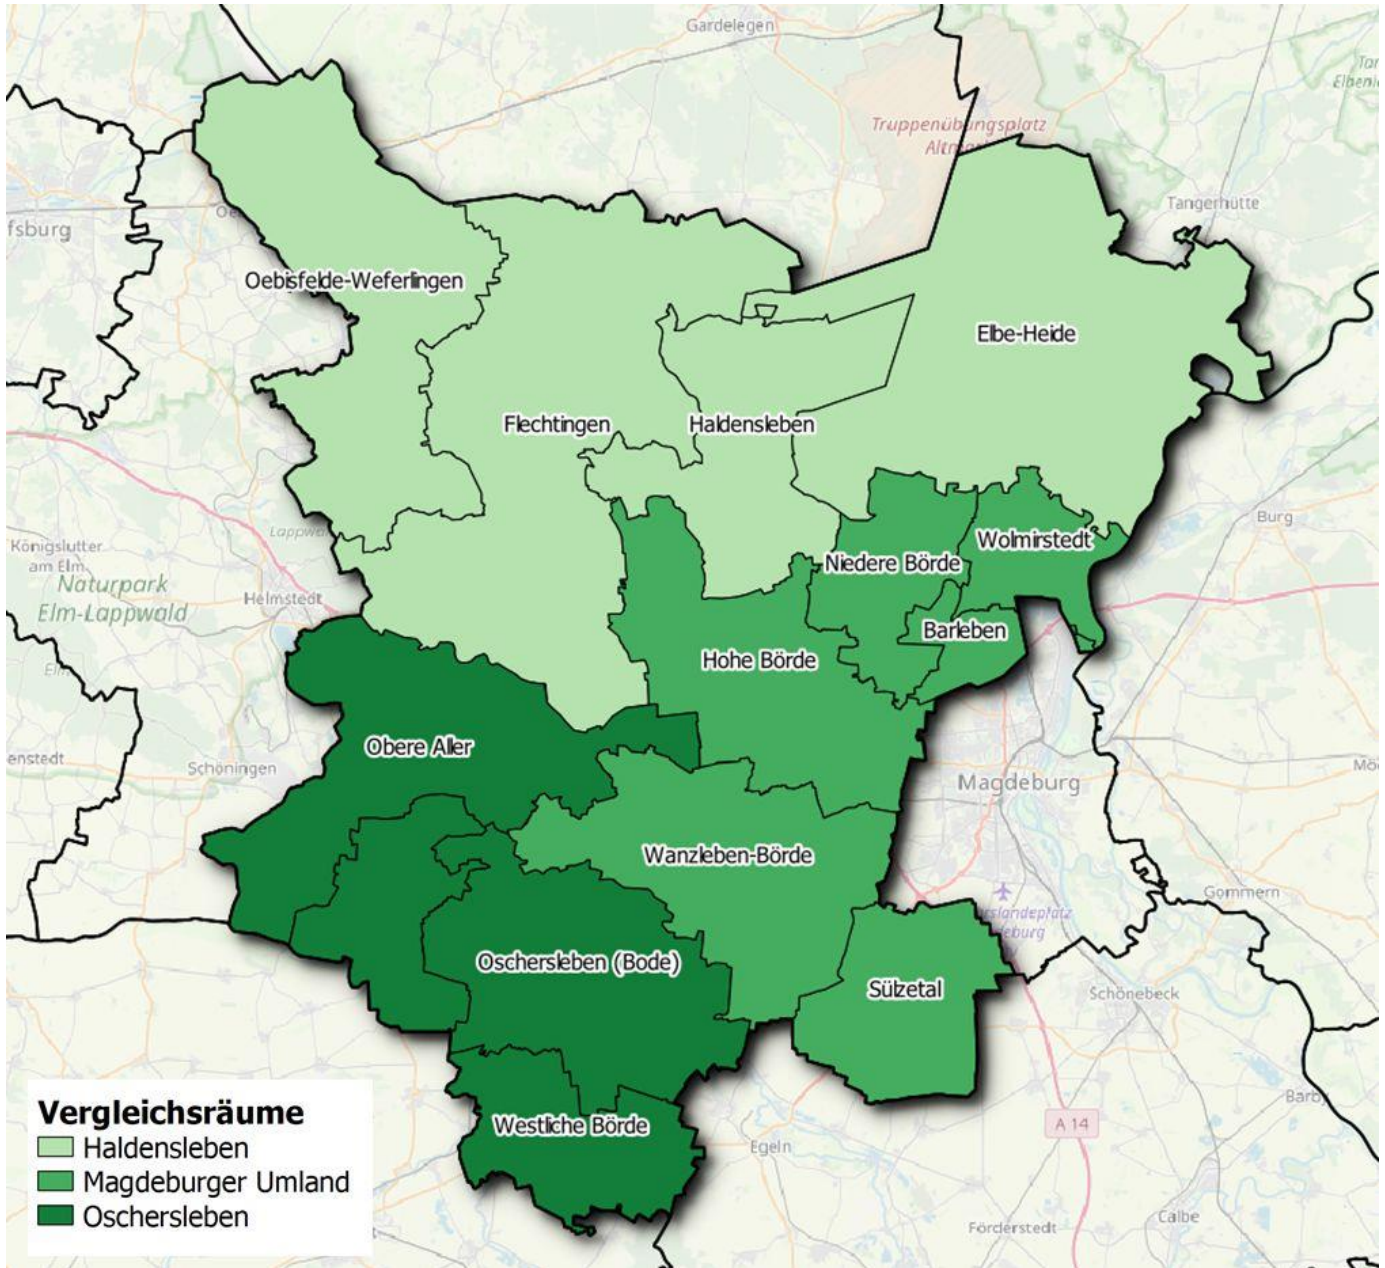 Gardelegen
Truppenübungsplatz
Tangerhütte
fsburg
Oebisfelde-Weferlingen
Elbe-Heide
Flechtingen
Haldensleben
Burg
Wolmirstedt
Königslutter
am Elm
Niedere Börde
Naturpark
Elm-Lappwald
Helmstedt
Barleben
Hohe Börde
Obere Aller
enstedt
Schöningen
Magdeburg
Wanzleben-Börde
Gommern
Oschersleben (Bode)
Sülzetal
Schönebeck
Vergleichsräume
Haldensleben
Magdeburger Umland
Oschersleben
Westliche Börde
Egeln
A 14
Barby
Förderstedt
Calbe